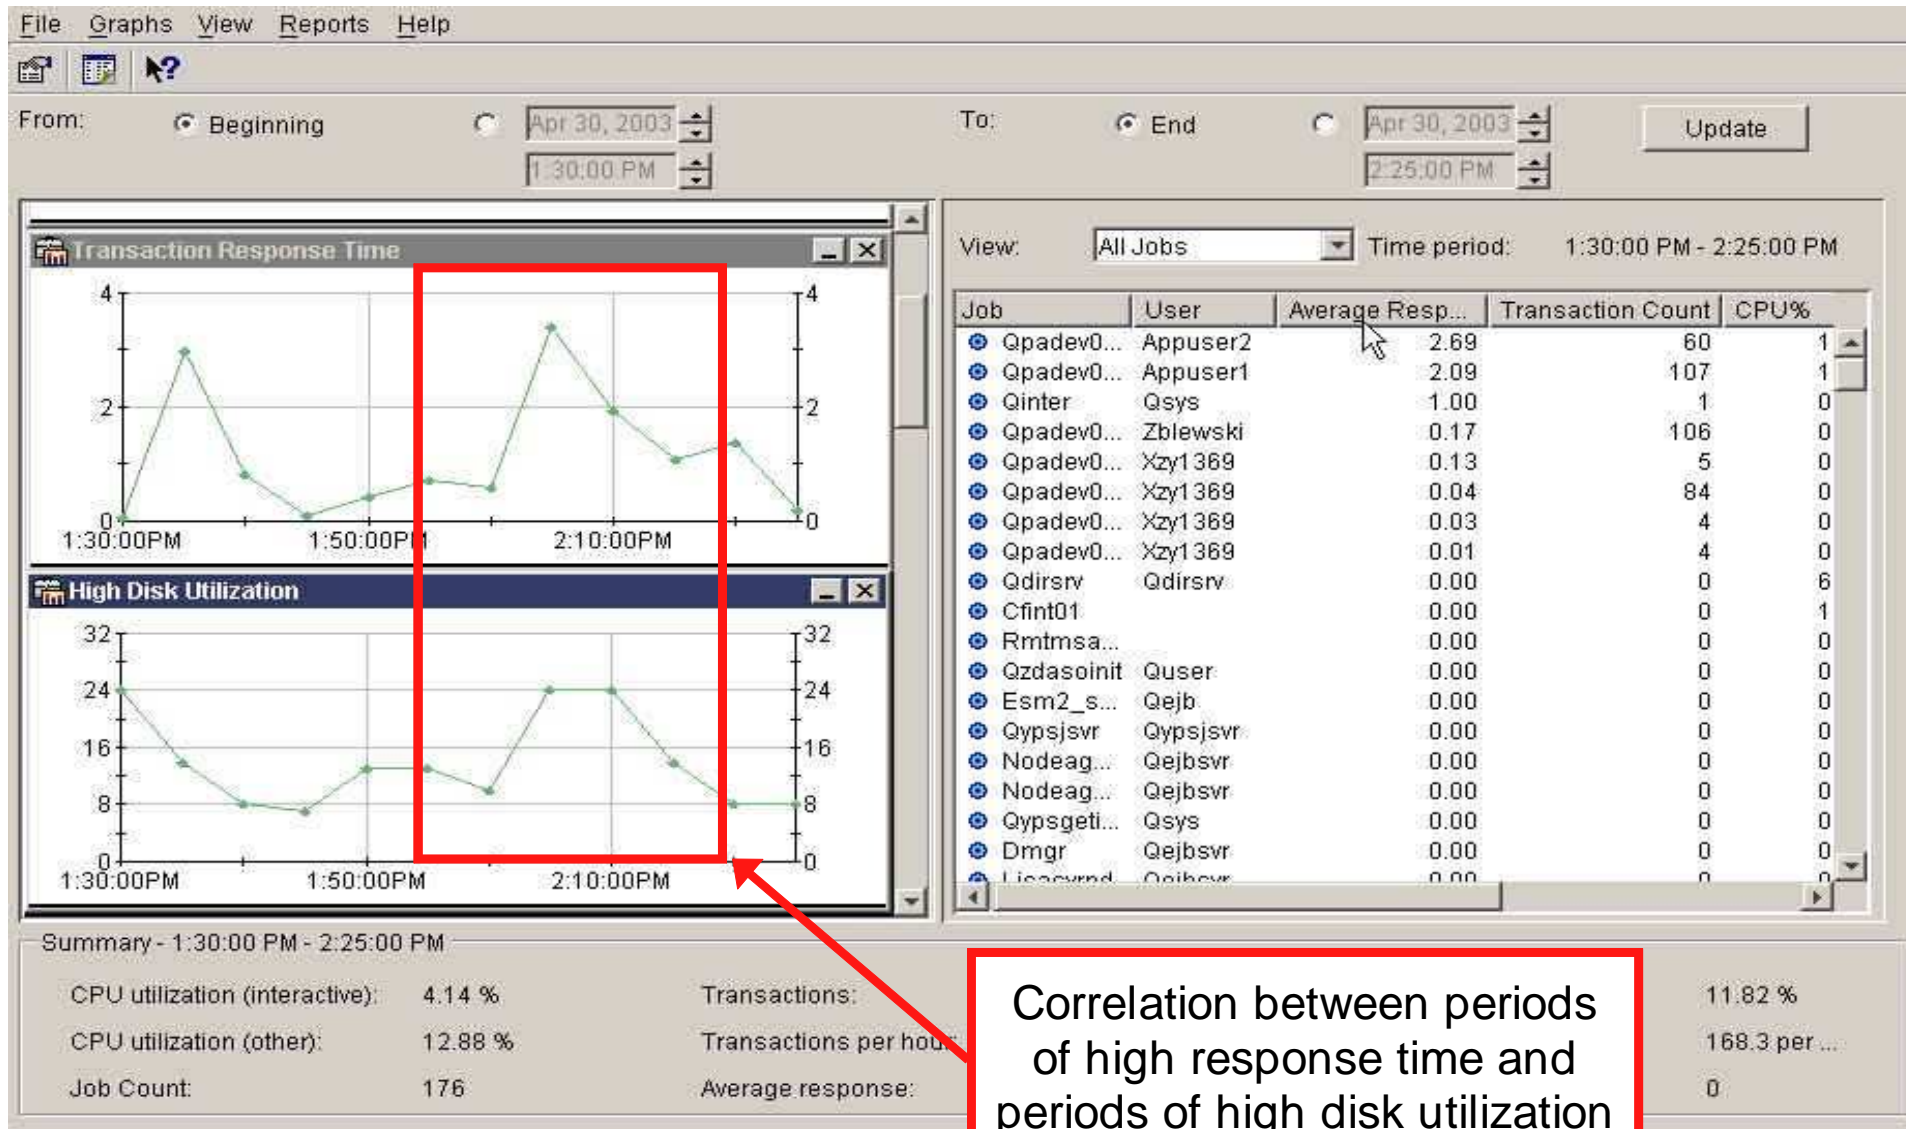 File Graphs View Reports Help
From: Beginning Apr 30, 2003 To: End Apr 30, 2003 Update
1:30:00 PM 2:25:00 PM
Transaction Response Time
4 4
2 2
0 0
1:30:00PM 1:50:00PM 2:10:00PM
High Disk Utilization
32 32
24 24
16 16
8 8
0 0
1:30:00PM 1:50:00PM 2:10:00PM
View: All Jobs Time period: 1:30:00 PM - 2:25:00 PM
Job User Average Resp... Transaction Count CPU%
Qpadev0... Appuser2 2.69 60 1
Qpadev0... Appuser1 2.09 107 1
Qinter Qsys 1.00 1 0
Qpadev0... Zblewski 0.17 106 0
Qpadev0... Xzy1369 0.13 5 0
Qpadev0... Xzy1369 0.04 84 0
Qpadev0... Xzy1369 0.03 4 0
Qpadev0... Xzy1369 0.01 4 0
Qdirsrv Qdirsrv 0.00 0 6
Cfint01 0.00 0 1
Rmtmsa... 0.00 0 0
Qzdasoinit Quser 0.00 0 0
Esm2_s... Qejb 0.00 0 0
Qypsjsvr Qypsjsvr 0.00 0 0
Nodeag... Qejbsvr 0.00 0 0
Nodeag... Qejbsvr 0.00 0 0
Qypsgeti... Qsys 0.00 0 0
Dmgr Qejbsvr 0.00 0 0
Qejbsvr 0.00 0 0
Summary - 1:30:00 PM - 2:25:00 PM
CPU utilization (interactive): 4.14 % Transactions: 11.82 %
CPU utilization (other): 12.88 % Transactions per hour: 168.3 per ...
Job Count: 176 Average response: 0
Correlation between periods
of high response time and
periods of high disk utilization